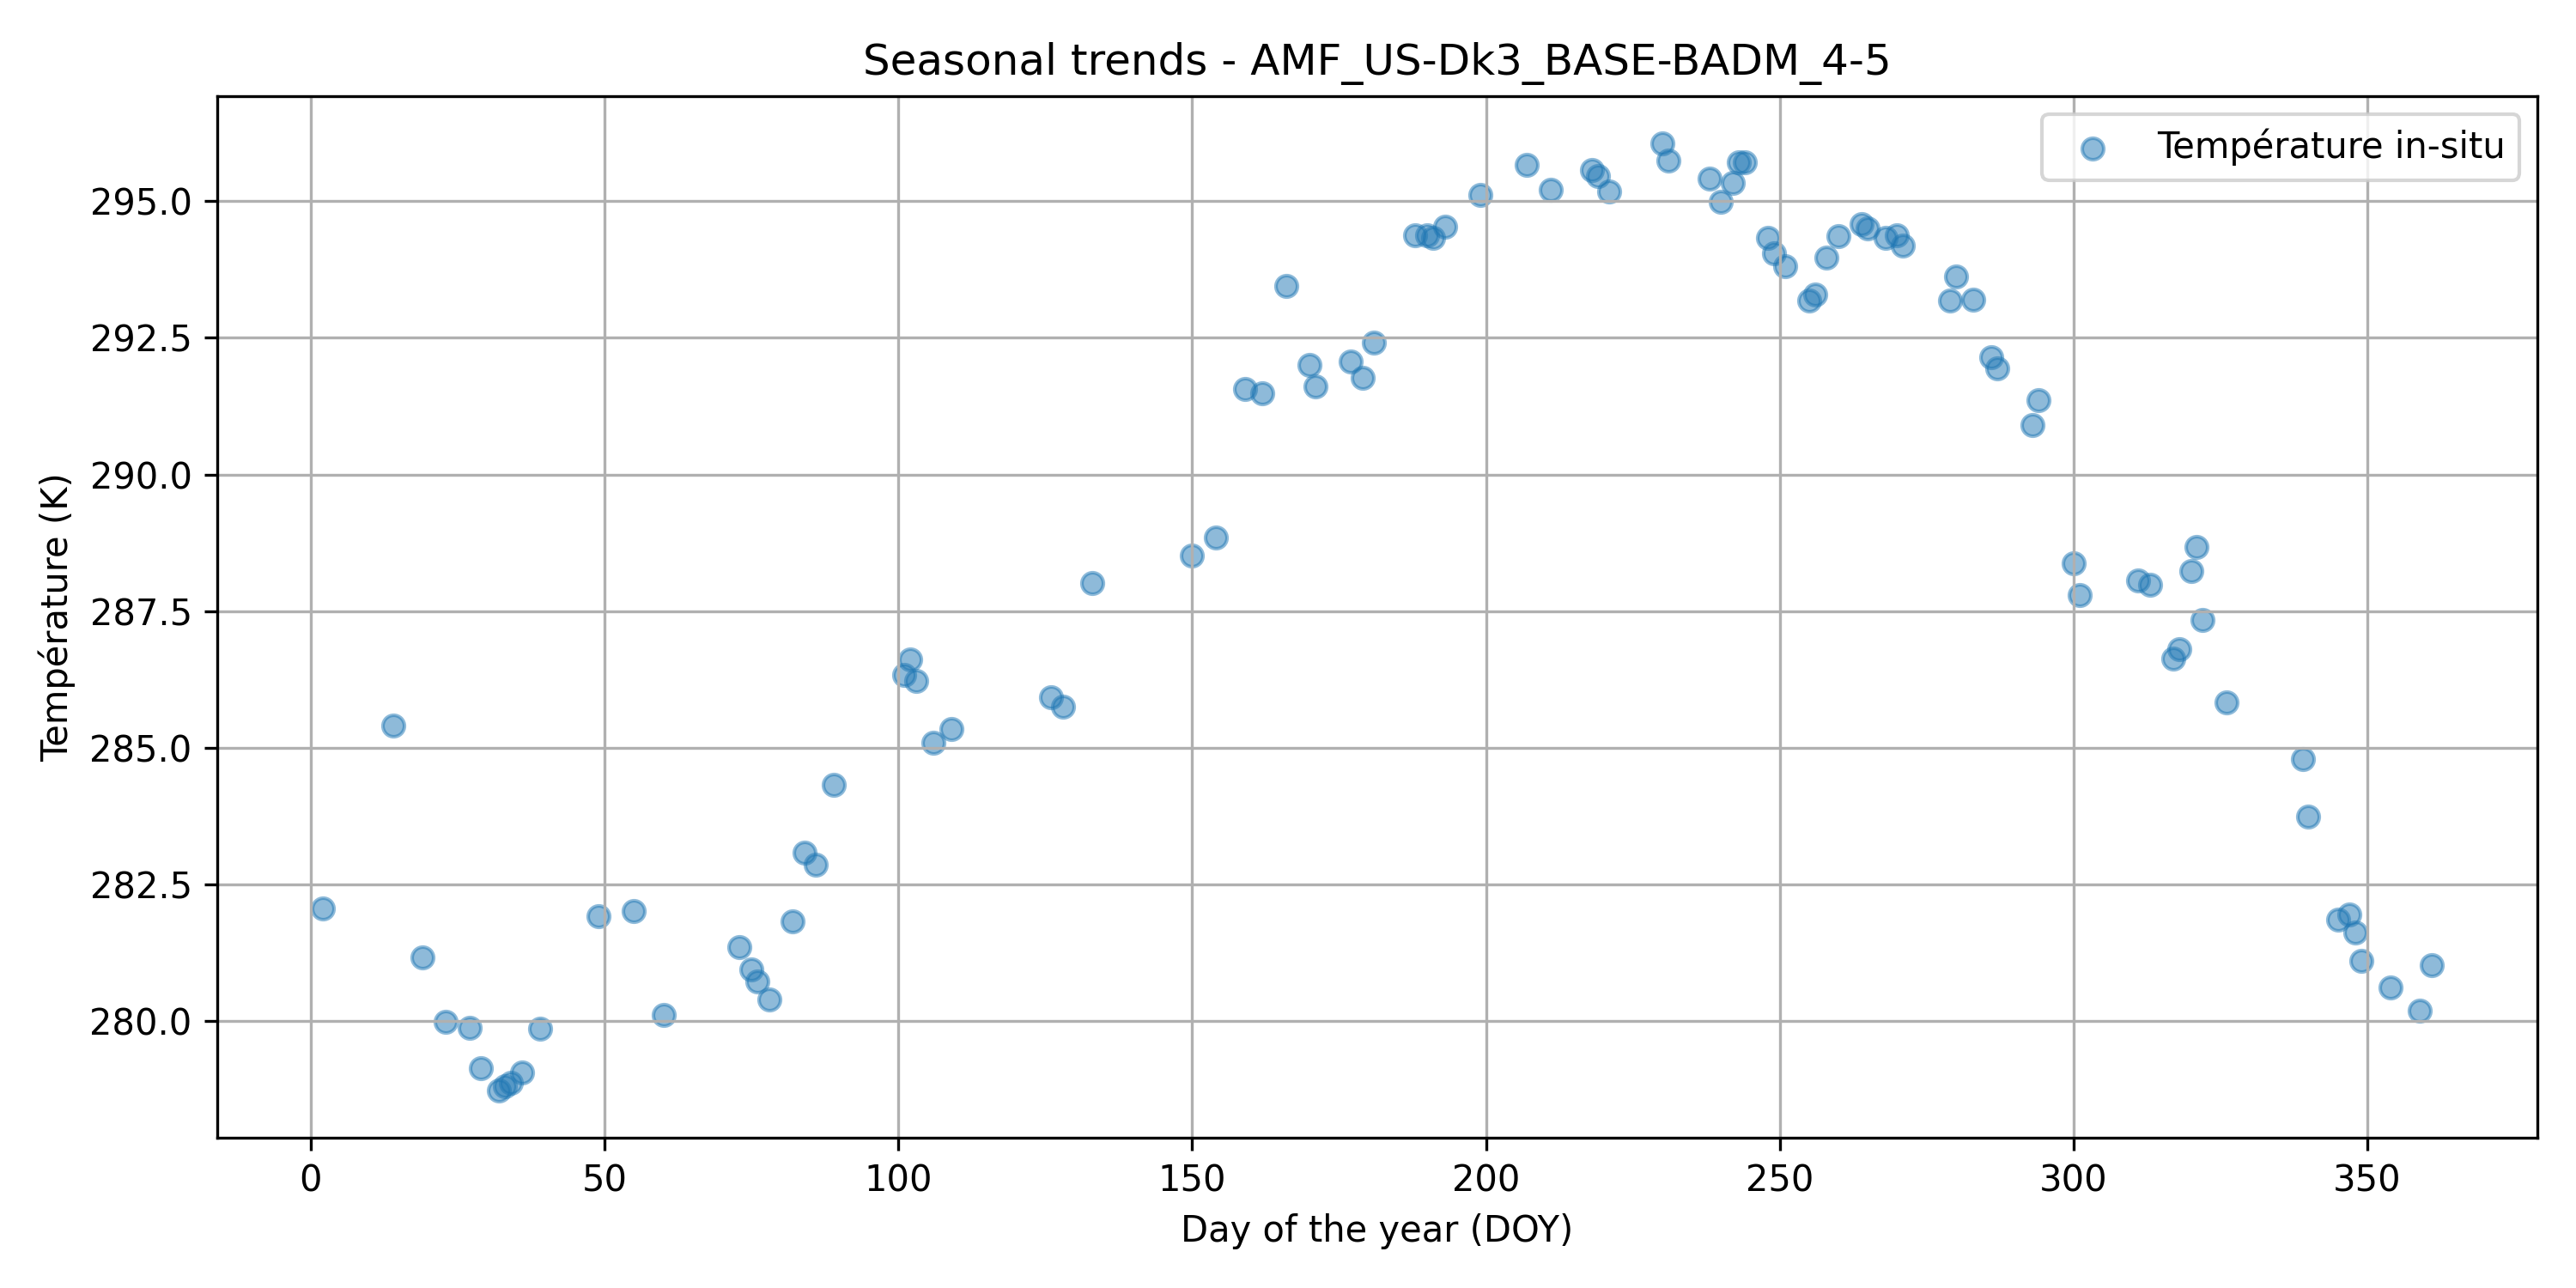 Seasonal trends - AMF_US-Dk3_BASE-BADM_4-5
Température in-situ
Température (K)
295.0
292.5
290.0
287.5
285.0
282.5
280.0
0 50 100 150 200 250 300 350
Day of the year (DOY)